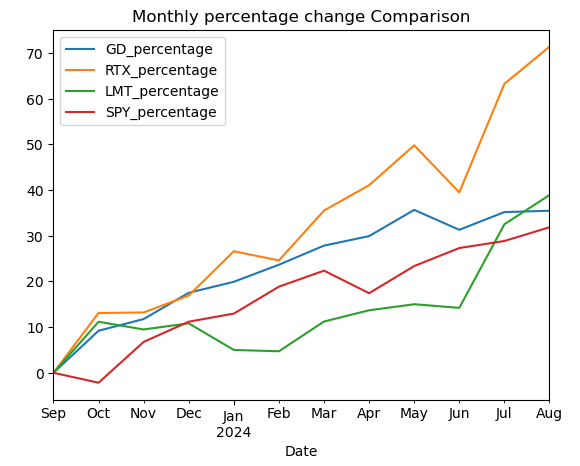 Monthly percentage change Comparison
GD_percentage
RTX_percentage
LMT_percentage
SPY_percentage
70
60
50
40
30
20
10
0
Sep Oct Nov Dec Jan Feb Mar Apr May Jun Jul Aug
2024
Date